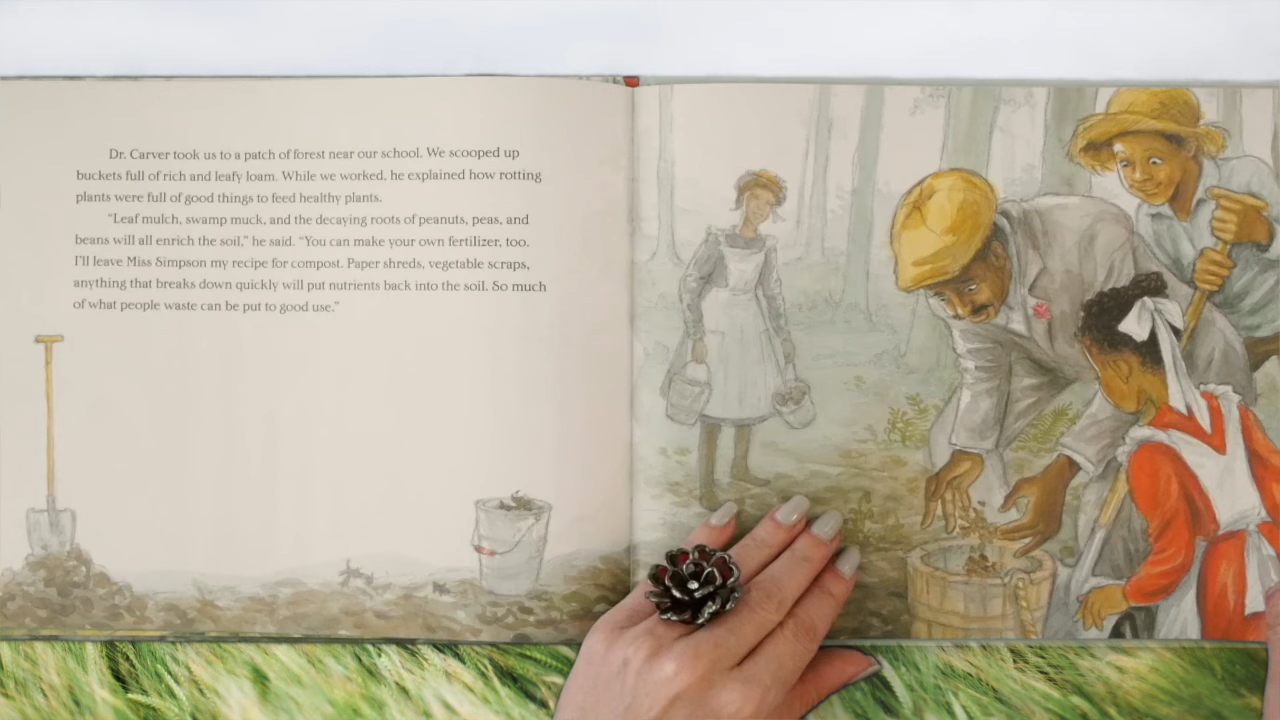 Dr. Carver took us to a patch of forest near our school. We scooped up
buckets full of rich and leafy loam. While we worked, he explained how rotting
plants were full of good things to feed healthy plants.
“Leaf mulch, swamp muck, and the decaying roots of peanuts, peas, and
beans will all enrich the soil,” he said. “You can make your own fertilizer, too.
I’ll leave Miss Simpson my recipe for compost. Paper shreds, vegetable scraps,
anything that breaks down quickly will put nutrients back into the soil. So much
of what people waste can be put to good use.”